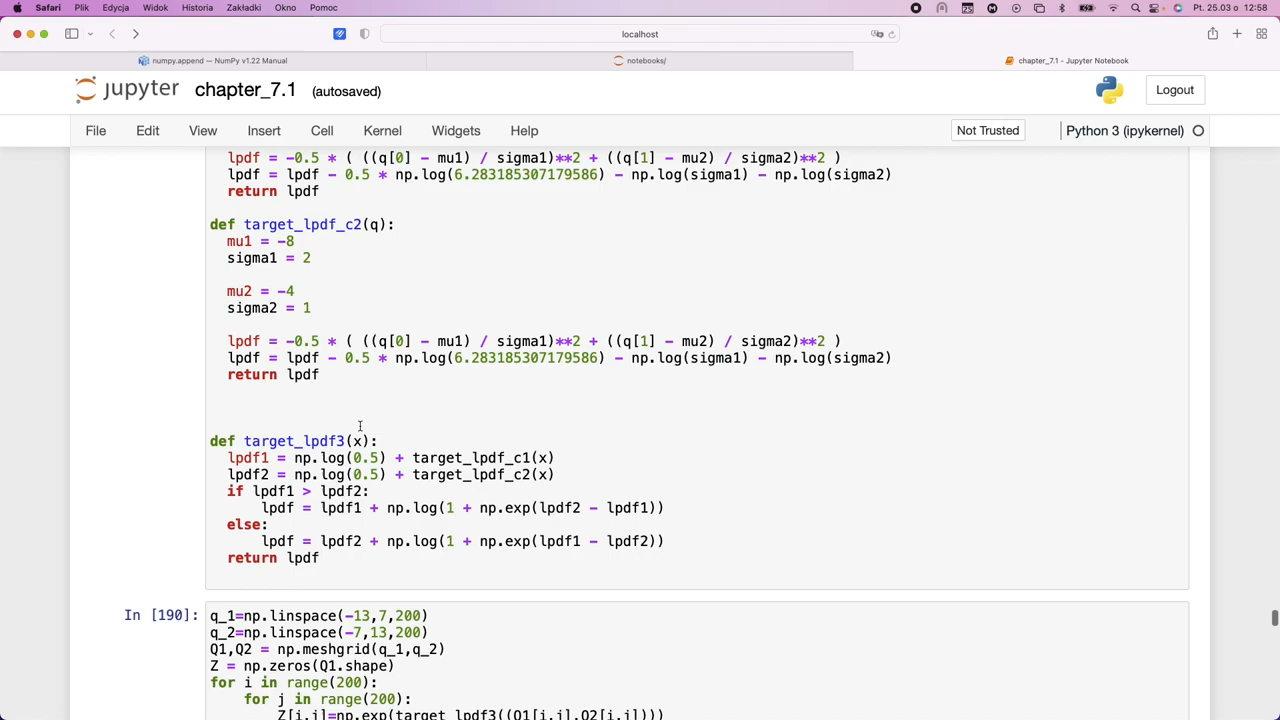 Safari Plik Edycja Widok Historia Zakładki Okno Pomoc Pt. 25.03 o 12:58
localhost
numpy.append — NumPy v1.22 Manual notebooks/ chapter_7.1 - Jupyter Notebook
jupyter chapter_7.1 (autosaved) Logout
File Edit View Insert Cell Kernel Widgets Help Not Trusted Python 3 (ipykernel)
lpdf = -0.5 * ( ((q[0] - mu1) / sigma1)**2 + ((q[1] - mu2) / sigma2)**2 )
lpdf = lpdf - 0.5 * np.log(6.283185307179586) - np.log(sigma1) - np.log(sigma2)
return lpdf
def target_lpdf_c2(q):
mu1 = -8
sigma1 = 2
mu2 = -4
sigma2 = 1
lpdf = -0.5 * ( ((q[0] - mu1) / sigma1)**2 + ((q[1] - mu2) / sigma2)**2 )
lpdf = lpdf - 0.5 * np.log(6.283185307179586) - np.log(sigma1) - np.log(sigma2)
return lpdf
def target_lpdf3(x):
lpdf1 = np.log(0.5) + target_lpdf_c1(x)
lpdf2 = np.log(0.5) + target_lpdf_c2(x)
if lpdf1 > lpdf2:
lpdf = lpdf1 + np.log(1 + np.exp(lpdf2 - lpdf1))
else:
lpdf = lpdf2 + np.log(1 + np.exp(lpdf1 - lpdf2))
return lpdf
In [190]: q_1=np.linspace(-13,7,200)
q_2=np.linspace(-7,13,200)
Q1,Q2 = np.meshgrid(q_1,q_2)
Z = np.zeros(Q1.shape)
for i in range(200):
for j in range(200):
Z[i,j]=np.exp(target_lpdf3((Q1[i,j],Q2[i,j])))